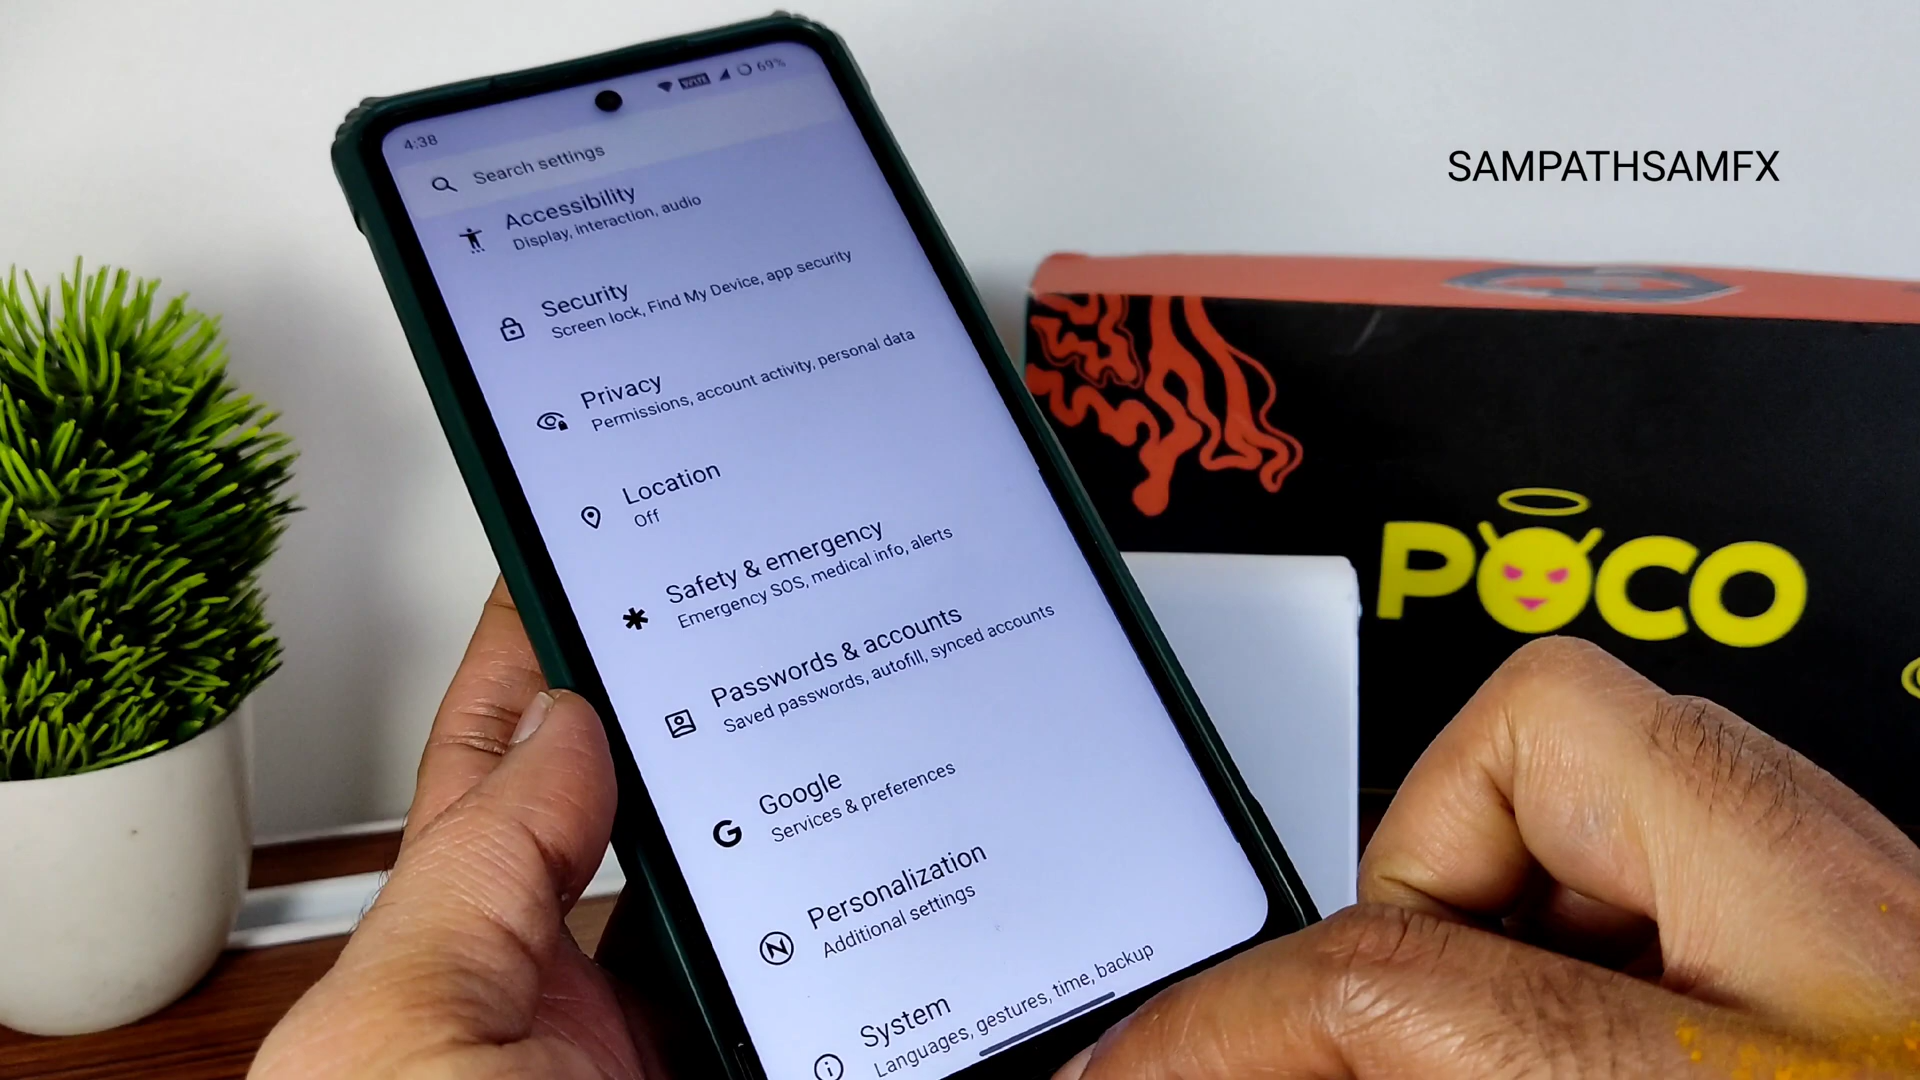 4:38
VoLTE
69%
Search settings
Accessibility
Display, interaction, audio
Security
Screen lock, Find My Device, app security
Privacy
Permissions, account activity, personal data
Location
Off
Safety & emergency
Emergency SOS, medical info, alerts
Passwords & accounts
Saved passwords, autofill, synced accounts
Google
Services & preferences
Personalization
Additional settings
System
Languages, gestures, time, backup
SAMPATHSAMFX
POCO